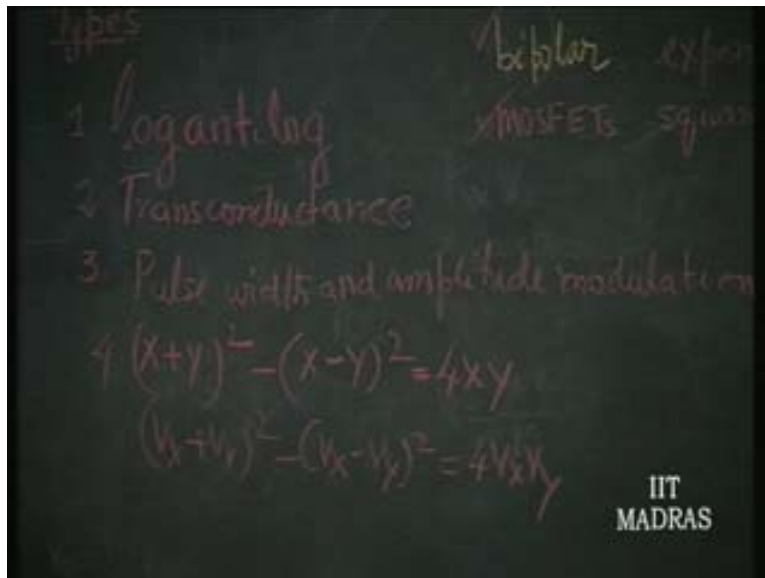 Types
1 logantilog
2 Transconductance
3 Pulse width and amplitide modulation
4 (X+Y)² - (X-Y)² = 4XY
(Vx+Vy)² - (Vx-Vy)² = 4VxVy
bipolar expon
MOSFETs squar
IIT
MADRAS